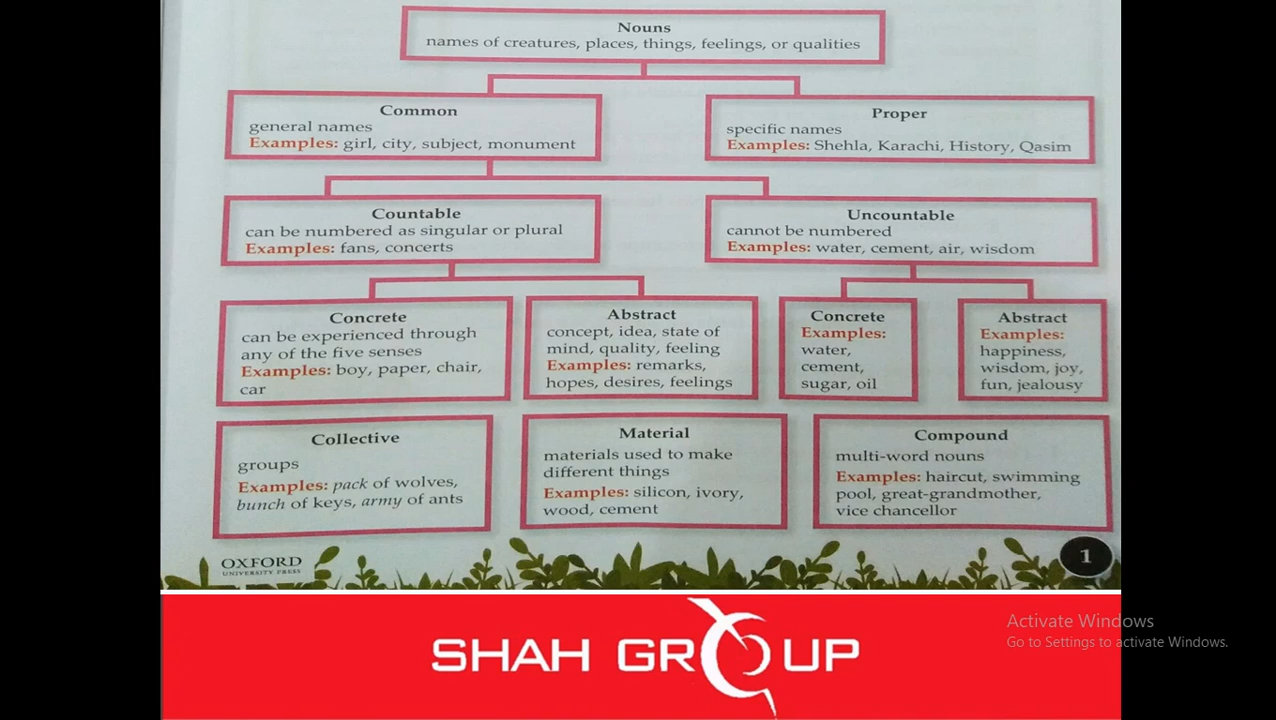 Nouns
names of creatures, places, things, feelings, or qualities
Common
general names
Examples: girl, city, subject, monument
Proper
specific names
Examples: Shehla, Karachi, History, Qasim
Countable
can be numbered as singular or plural
Examples: fans, concerts
Uncountable
cannot be numbered
Examples: water, cement, air, wisdom
Concrete
can be experienced through
any of the five senses
Examples: boy, paper, chair,
car
Abstract
concept, idea, state of
mind, quality, feeling
Examples: remarks,
hopes, desires, feelings
Concrete
Examples:
water,
cement,
sugar, oil
Abstract
Examples:
happiness,
wisdom, joy,
fun, jealousy
Collective
groups
Examples: pack of wolves,
bunch of keys, army of ants
Material
materials used to make
different things
Examples: silicon, ivory,
wood, cement
Compound
multi-word nouns
Examples: haircut, swimming
pool, great-grandmother,
vice chancellor
OXFORD
UNIVERSITY PRESS
1
SHAH GROUP
Activate Windows
Go to Settings to activate Windows.